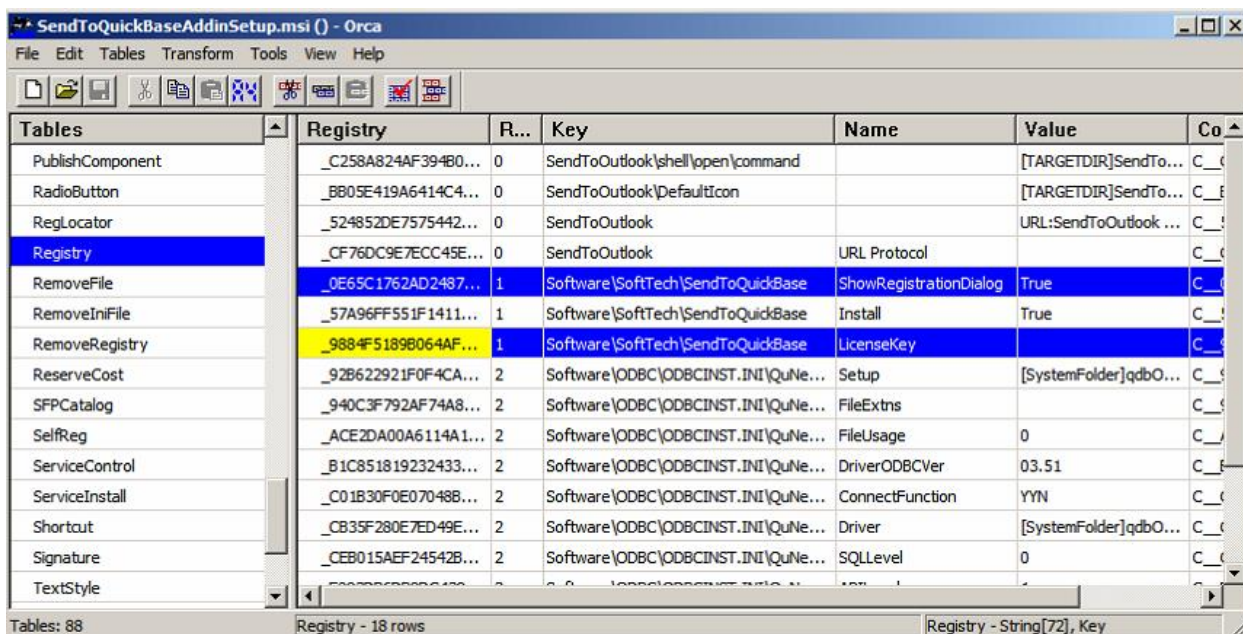 SendToQuickBaseAddinSetup.msi () - Orca
File Edit Tables Transform Tools View Help
Tables Registry R... Key Name Value Co
PublishComponent _C258A824AF394B0... 0 SendToOutlook\shell\open\command [TARGETDIR]SendTo...
RadioButton _BB05E419A6414C4... 0 SendToOutlook\DefaultIcon [TARGETDIR]SendTo...
RegLocator _524852DE7575442... 0 SendToOutlook URL:SendToOutlook ...
Registry _CF76DC9E7ECC45E... 0 SendToOutlook URL Protocol
RemoveFile _0E65C1762AD2487... 1 Software\SoftTech\SendToQuickBase ShowRegistrationDialog True
RemoveIniFile _57A96FF551F1411... 1 Software\SoftTech\SendToQuickBase Install True
RemoveRegistry _9884F5189B064AF... 1 Software\SoftTech\SendToQuickBase LicenseKey
ReserveCost _92B622921F0F4CA... 2 Software\ODBC\ODBCINST.INI\QuNe... Setup [SystemFolder]qdbO...
SFPCatalog _940C3F792AF74A8... 2 Software\ODBC\ODBCINST.INI\QuNe... FileExtns
SelfReg _ACE2DA00A6114A1... 2 Software\ODBC\ODBCINST.INI\QuNe... FileUsage 0
ServiceControl _B1C851819232433... 2 Software\ODBC\ODBCINST.INI\QuNe... DriverODBCVer 03.51
ServiceInstall _C01B30F0E07048B... 2 Software\ODBC\ODBCINST.INI\QuNe... ConnectFunction YYN
Shortcut _CB35F280E7ED49E... 2 Software\ODBC\ODBCINST.INI\QuNe... Driver [SystemFolder]qdbO...
Signature _CEB015AEF24542B... 2 Software\ODBC\ODBCINST.INI\QuNe... SQLLevel 0
TextStyle
Tables: 88 Registry - 18 rows Registry - String[72], Key